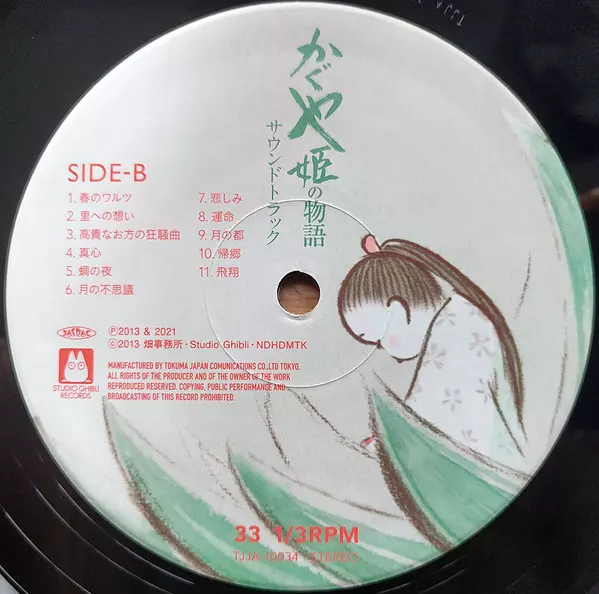 かぐや姫の物語
サウンドトラック
SIDE-B
1. 春のワルツ
2. 里への想い
3. 高貴なお方の狂騒曲
4. 真心
5. 蜩の夜
6. 月の不思議
7. 悲しみ
8. 運命
9. 月の都
10. 帰郷
11. 飛翔
JASRAC
Ⓟ2013 & 2021
Ⓒ2013 畑事務所・Studio Ghibli・NDHDMTK
STUDIO GHIBLI
RECORDS
MANUFACTURED BY TOKUMA JAPAN COMUNICATIONS CO.,LTD TOKYO.
ALL RIGHTS OF THE PRODUCER AND OF THE OWNER OF THE WORK
REPRODUCED RESERVED. COPYING, PUBLIC PERFORMANCE AND
BROADCASTING OF THIS RECORD PROHIBITED.
33 1/3RPM
TJJA-10034 STEREO